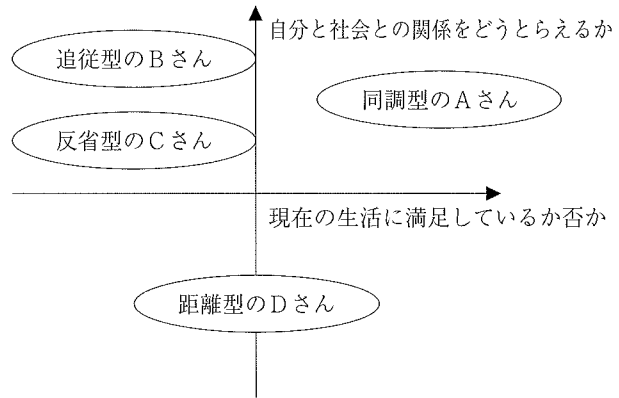 自分と社会との関係をどうとらえるか
追従型のＢさん
同調型のＡさん
反省型のＣさん
現在の生活に満足しているか否か
距離型のＤさん